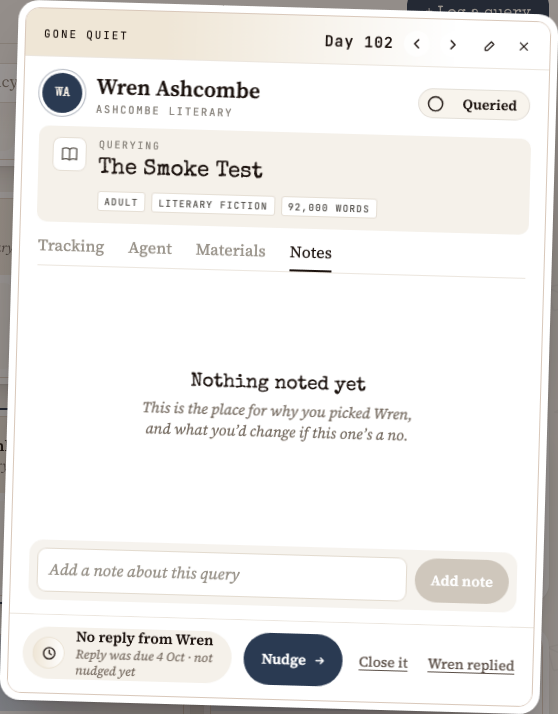 + Log a query
GONE QUIET
Day 102
WA
Wren Ashcombe
ASHCOMBE LITERARY
Queried
QUERYING
The Smoke Test
ADULT
LITERARY FICTION
92,000 WORDS
Tracking Agent Materials Notes
Nothing noted yet
This is the place for why you picked Wren,
and what you’d change if this one’s a no.
Add a note about this query
Add note
No reply from Wren
Reply was due 4 Oct · not
nudged yet
Nudge →
Close it
Wren replied